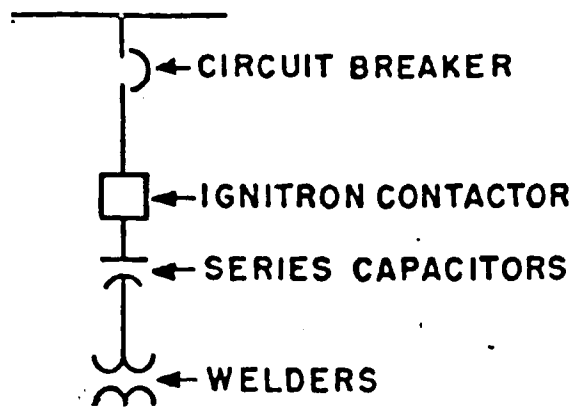 CIRCUIT BREAKER
IGNITRON CONTACTOR
SERIES CAPACITORS
WELDERS